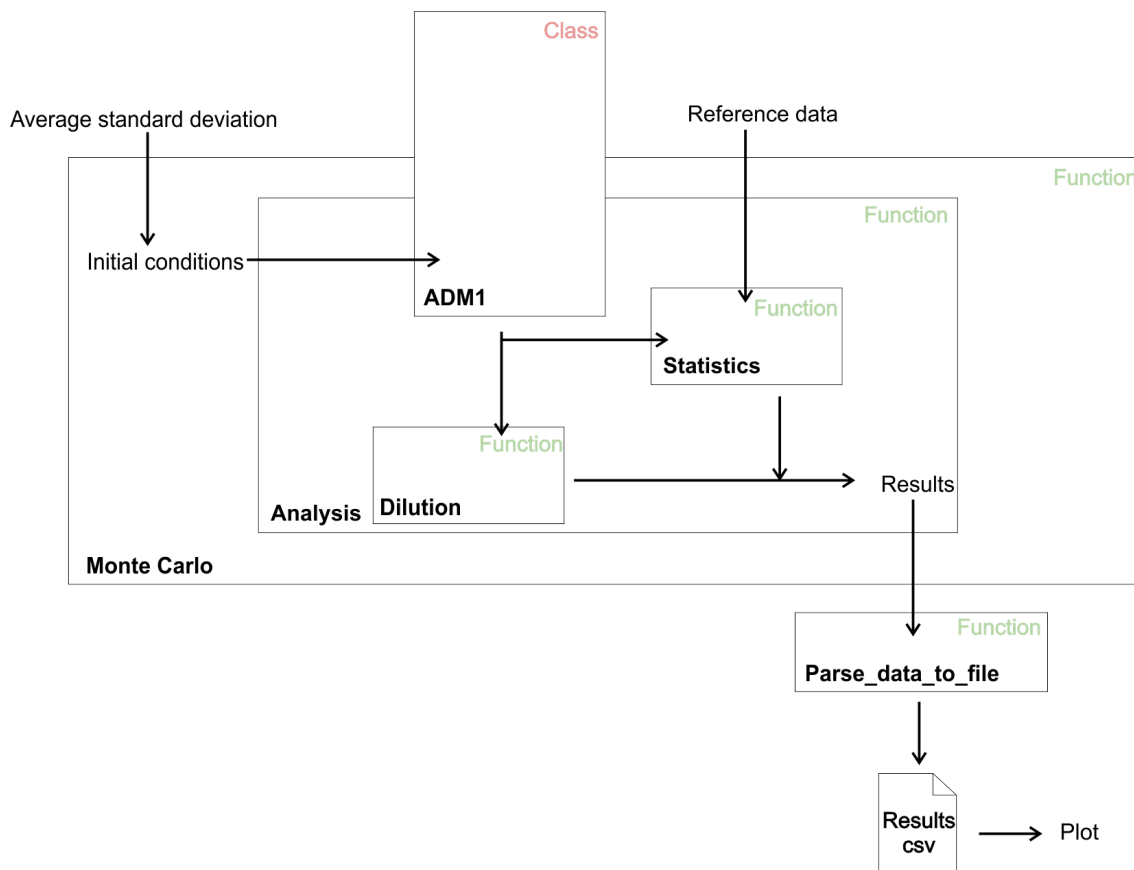 Class
Average standard deviation
Reference data
Function
Function
Initial conditions
ADM1
Function
Statistics
Function
Dilution
Results
Analysis
Monte Carlo
Function
Parse_data_to_file
Results
csv
Plot